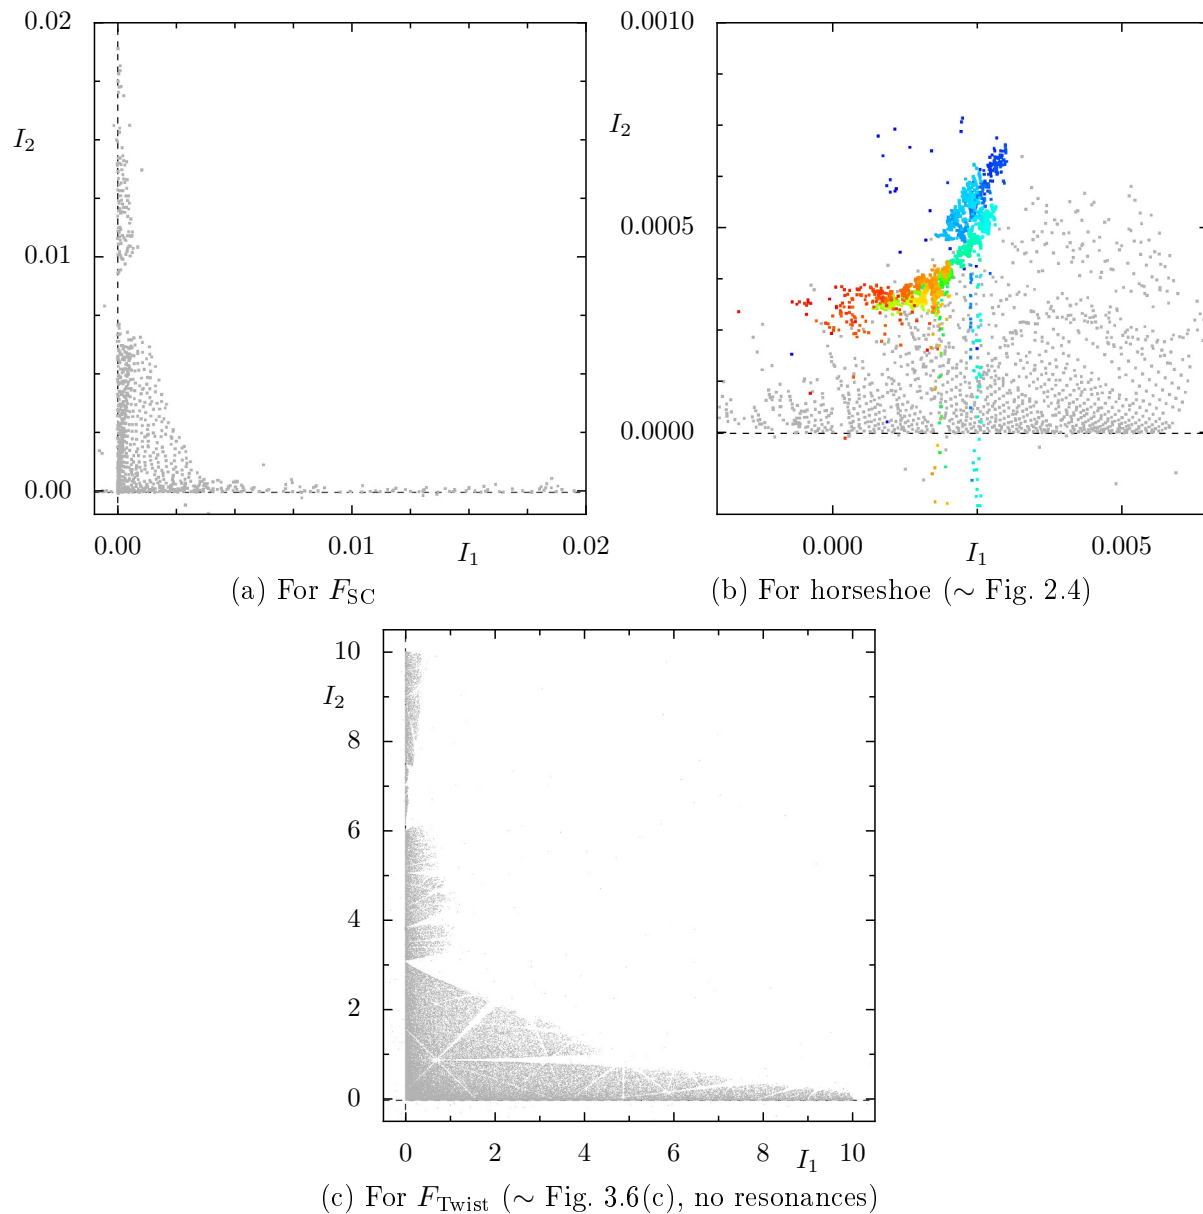 0.02
I₂
0.01
0.00
0.00 0.01 0.02
I₁
(a) For F_SC
0.0010
I₂
0.0005
0.0000
0.000 0.005
I₁
(b) For horseshoe (∼ Fig. 2.4)
10
I₂
8
6
4
2
0
0 2 4 6 8 10
I₁
(c) For F_Twist (∼ Fig. 3.6(c), no resonances)